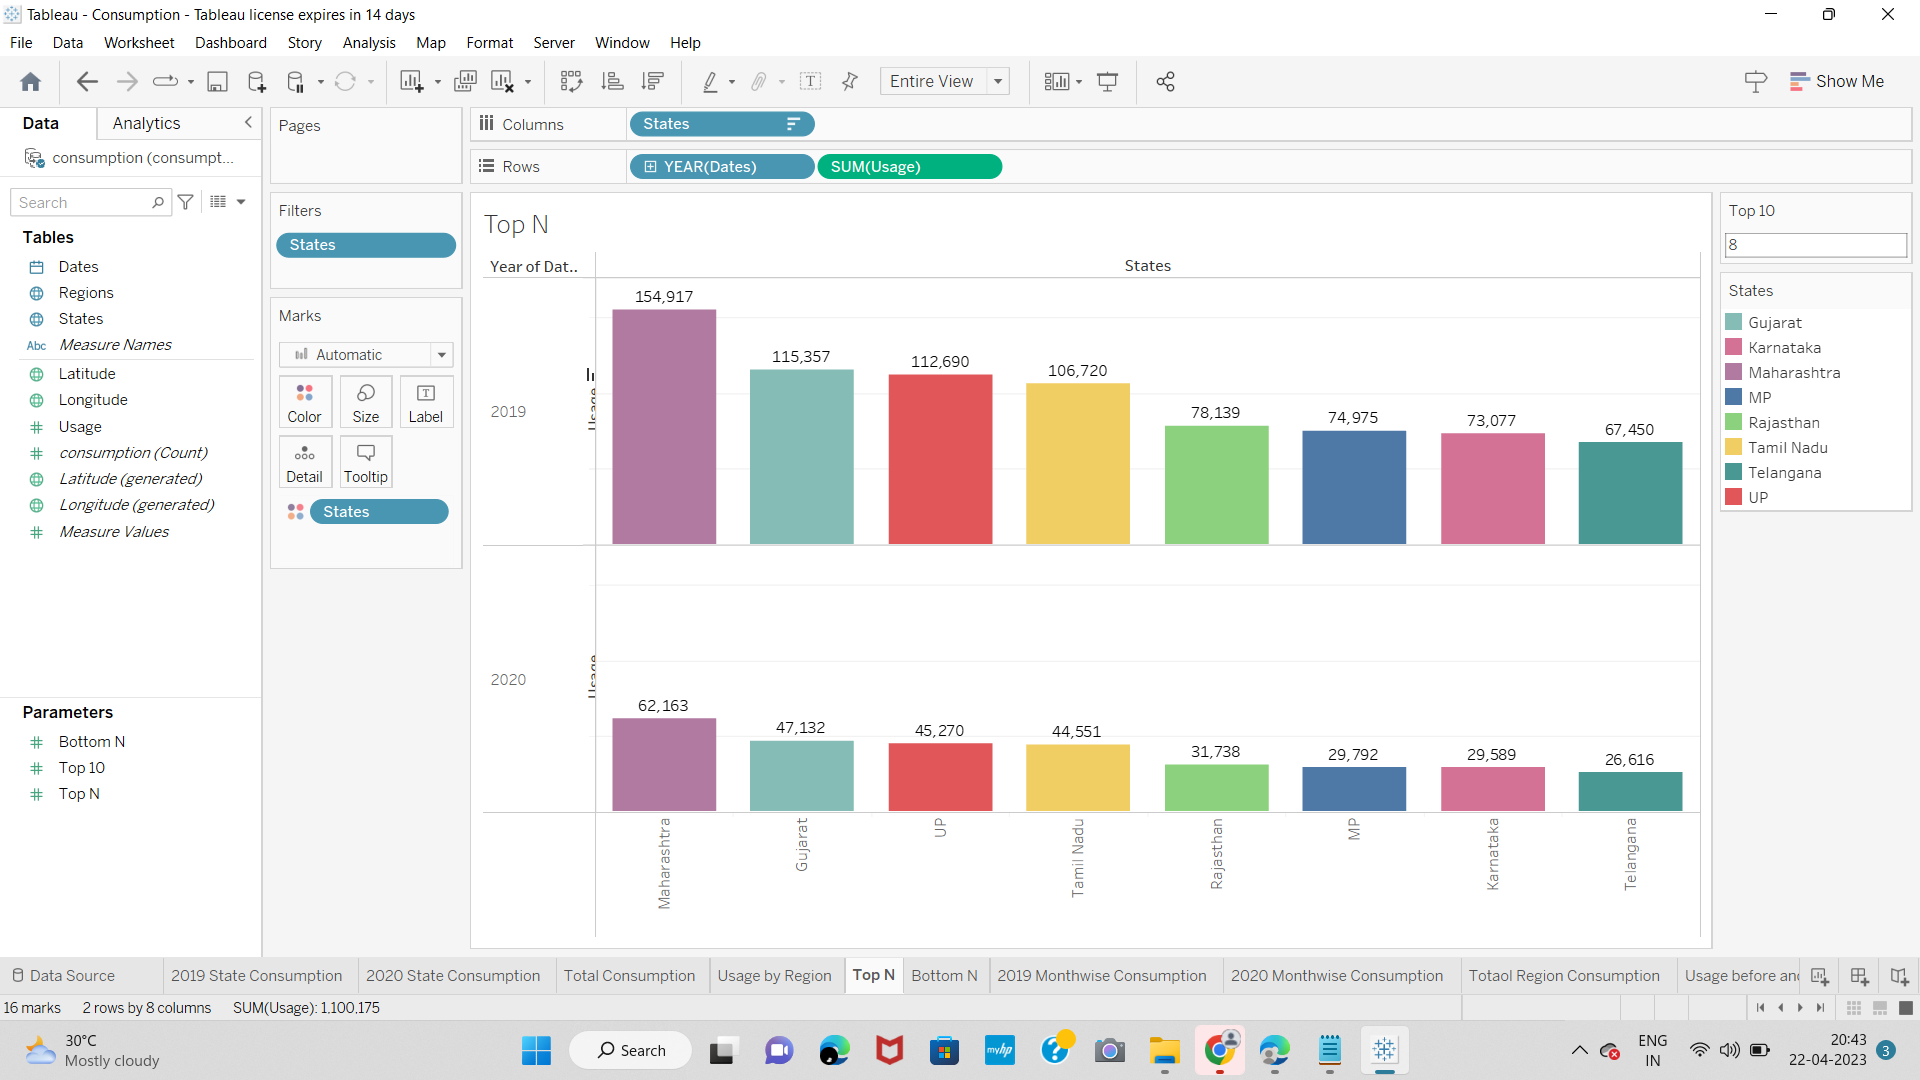 Tableau - Consumption - Tableau license expires in 14 days
File Data Worksheet Dashboard Story Analysis Map Format Server Window Help
Entire View
Show Me
Data Analytics
consumption (consumpt...
Search
Tables
Dates
Regions
States
Abc Measure Names
Latitude
Longitude
Usage
consumption (Count)
Latitude (generated)
Longitude (generated)
Measure Values
Parameters
Bottom N
Top 10
Top N
Pages
Filters
States
Marks
Automatic
Color Size Label
Detail Tooltip
States
Columns States
Rows YEAR(Dates) SUM(Usage)
Top N
Year of Dat.. States
154,917 115,357 112,690 106,720 78,139 74,975 73,077 67,450
2019 Usage
62,163 47,132 45,270 44,551 31,738 29,792 29,589 26,616
2020 Usage
Maharashtra Gujarat UP Tamil Nadu Rajasthan MP Karnataka Telangana
Top 10
8
States
Gujarat
Karnataka
Maharashtra
MP
Rajasthan
Tamil Nadu
Telangana
UP
Data Source 2019 State Consumption 2020 State Consumption Total Consumption Usage by Region Top N Bottom N 2019 Monthwise Consumption 2020 Monthwise Consumption Totaol Region Consumption Usage before an
16 marks 2 rows by 8 columns SUM(Usage): 1,100,175
30°C
Mostly cloudy
Search
myhp
ENG
IN
20:43
22-04-2023
3